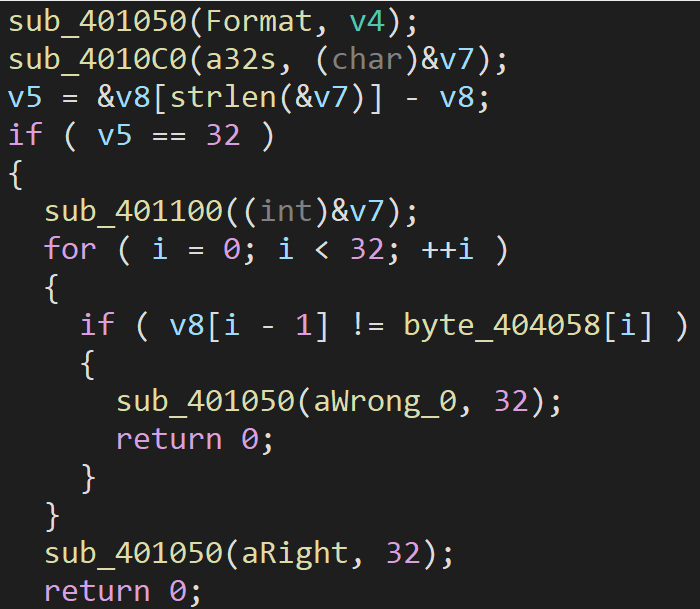 sub_401050(Format, v4);
sub_4010C0(a32s, (char)&v7);
v5 = &v8[strlen(&v7)] - v8;
if ( v5 == 32 )
{
  sub_401100((int)&v7);
  for ( i = 0; i < 32; ++i )
  {
    if ( v8[i - 1] != byte_404058[i] )
    {
      sub_401050(aWrong_0, 32);
      return 0;
    }
  }
  sub_401050(aRight, 32);
  return 0;